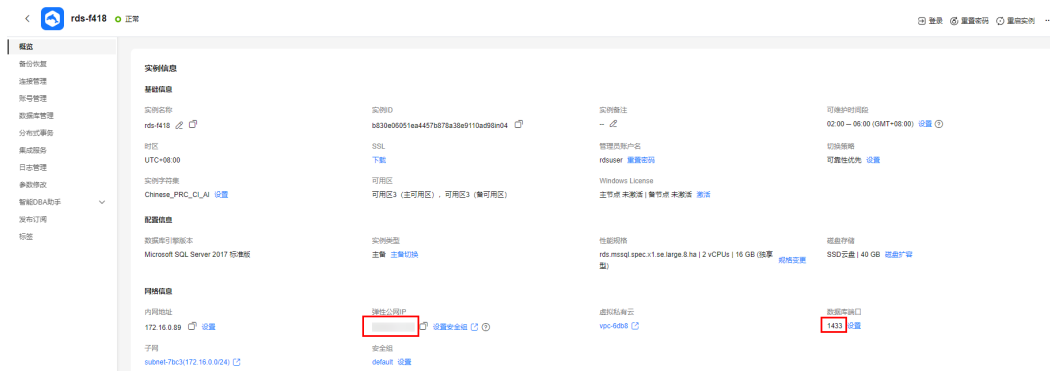 rds-f418 正常
登录 重置密码 重启实例 ···
概览
备份恢复
连接管理
账号管理
数据库管理
分布式事务
集成服务
日志管理
参数修改
智能DBA助手
发布订阅
标签
实例信息
基础信息
实例名称 实例ID 实例备注 可维护时间段
rds-f418 b830e06051ea4457b878a38e9110ad98in04 -- 02:00 – 06:00 (GMT+08:00) 设置
时区 SSL 管理员账户名 切换策略
UTC+08:00 下载 rdsuser 重置密码 可靠性优先 设置
实例字符集 可用区 Windows License
Chinese_PRC_CI_AI 设置 可用区3（主可用区），可用区3（备可用区） 主节点 未激活 | 备节点 未激活 激活
配置信息
数据库引擎版本 实例类型 性能规格 磁盘存储
Microsoft SQL Server 2017 标准版 主备 主备切换 rds.mssql.spec.x1.se.large.8.ha | 2 vCPUs | 16 GB (独享 规格变更 SSD云盘 | 40 GB 磁盘扩容
型)
网络信息
内网地址 弹性公网IP 虚拟私有云 数据库端口
172.16.0.89 设置 设置安全组 vpc-6db8 1433 设置
子网 安全组
subnet-7bc3(172.16.0.0/24) default 设置